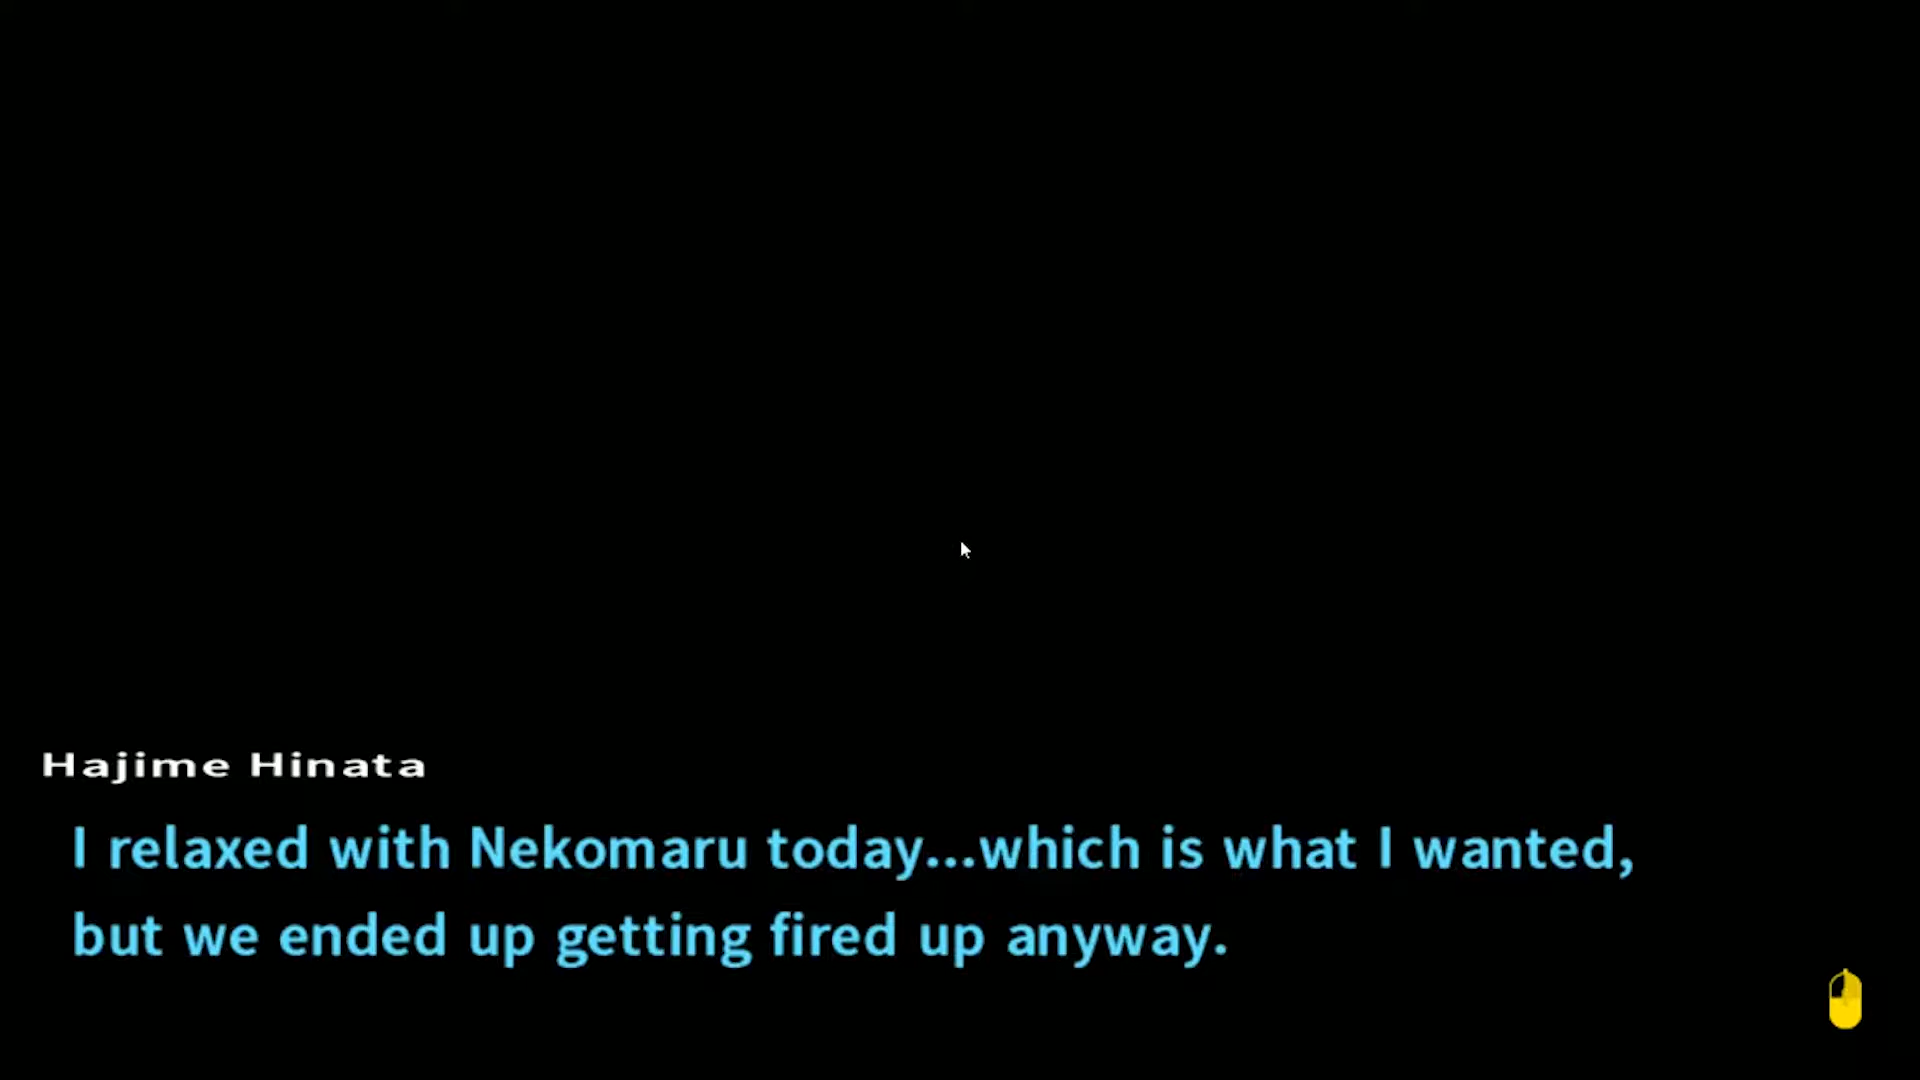 Hajime Hinata
I relaxed with Nekomaru today...which is what I wanted,
but we ended up getting fired up anyway.